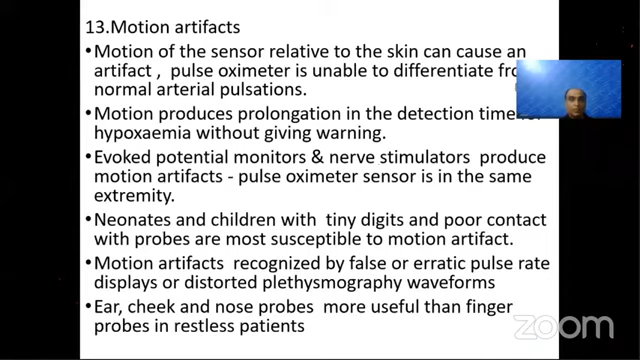 13.Motion artifacts
• Motion of the sensor relative to the skin can cause an
artifact , pulse oximeter is unable to differentiate
normal arterial pulsations.
• Motion produces prolongation in the detection time
hypoxaemia without giving warning.
• Evoked potential monitors & nerve stimulators produce
motion artifacts - pulse oximeter sensor is in the same
extremity.
• Neonates and children with tiny digits and poor contact
with probes are most susceptible to motion artifact.
• Motion artifacts recognized by false or erratic pulse rate
displays or distorted plethysmography waveforms
• Ear, cheek and nose probes more useful than finger
probes in restless patients
zoom